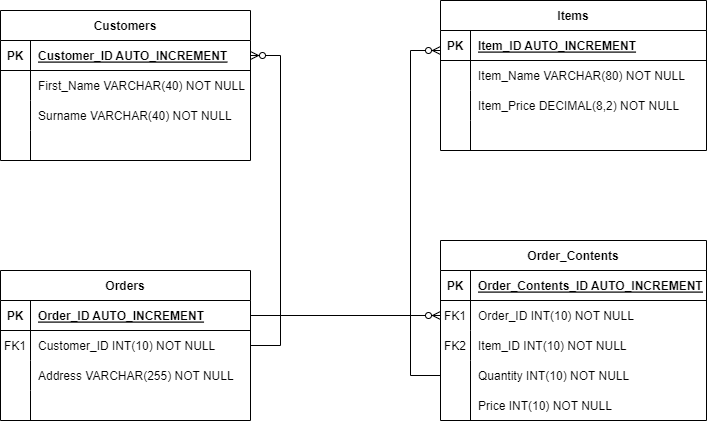 Customers
PK Customer_ID AUTO_INCREMENT
First_Name VARCHAR(40) NOT NULL
Surname VARCHAR(40) NOT NULL
Items
PK Item_ID AUTO_INCREMENT
Item_Name VARCHAR(80) NOT NULL
Item_Price DECIMAL(8,2) NOT NULL
Orders
PK Order_ID AUTO_INCREMENT
FK1 Customer_ID INT(10) NOT NULL
Address VARCHAR(255) NOT NULL
Order_Contents
PK Order_Contents_ID AUTO_INCREMENT
FK1 Order_ID INT(10) NOT NULL
FK2 Item_ID INT(10) NOT NULL
Quantity INT(10) NOT NULL
Price INT(10) NOT NULL